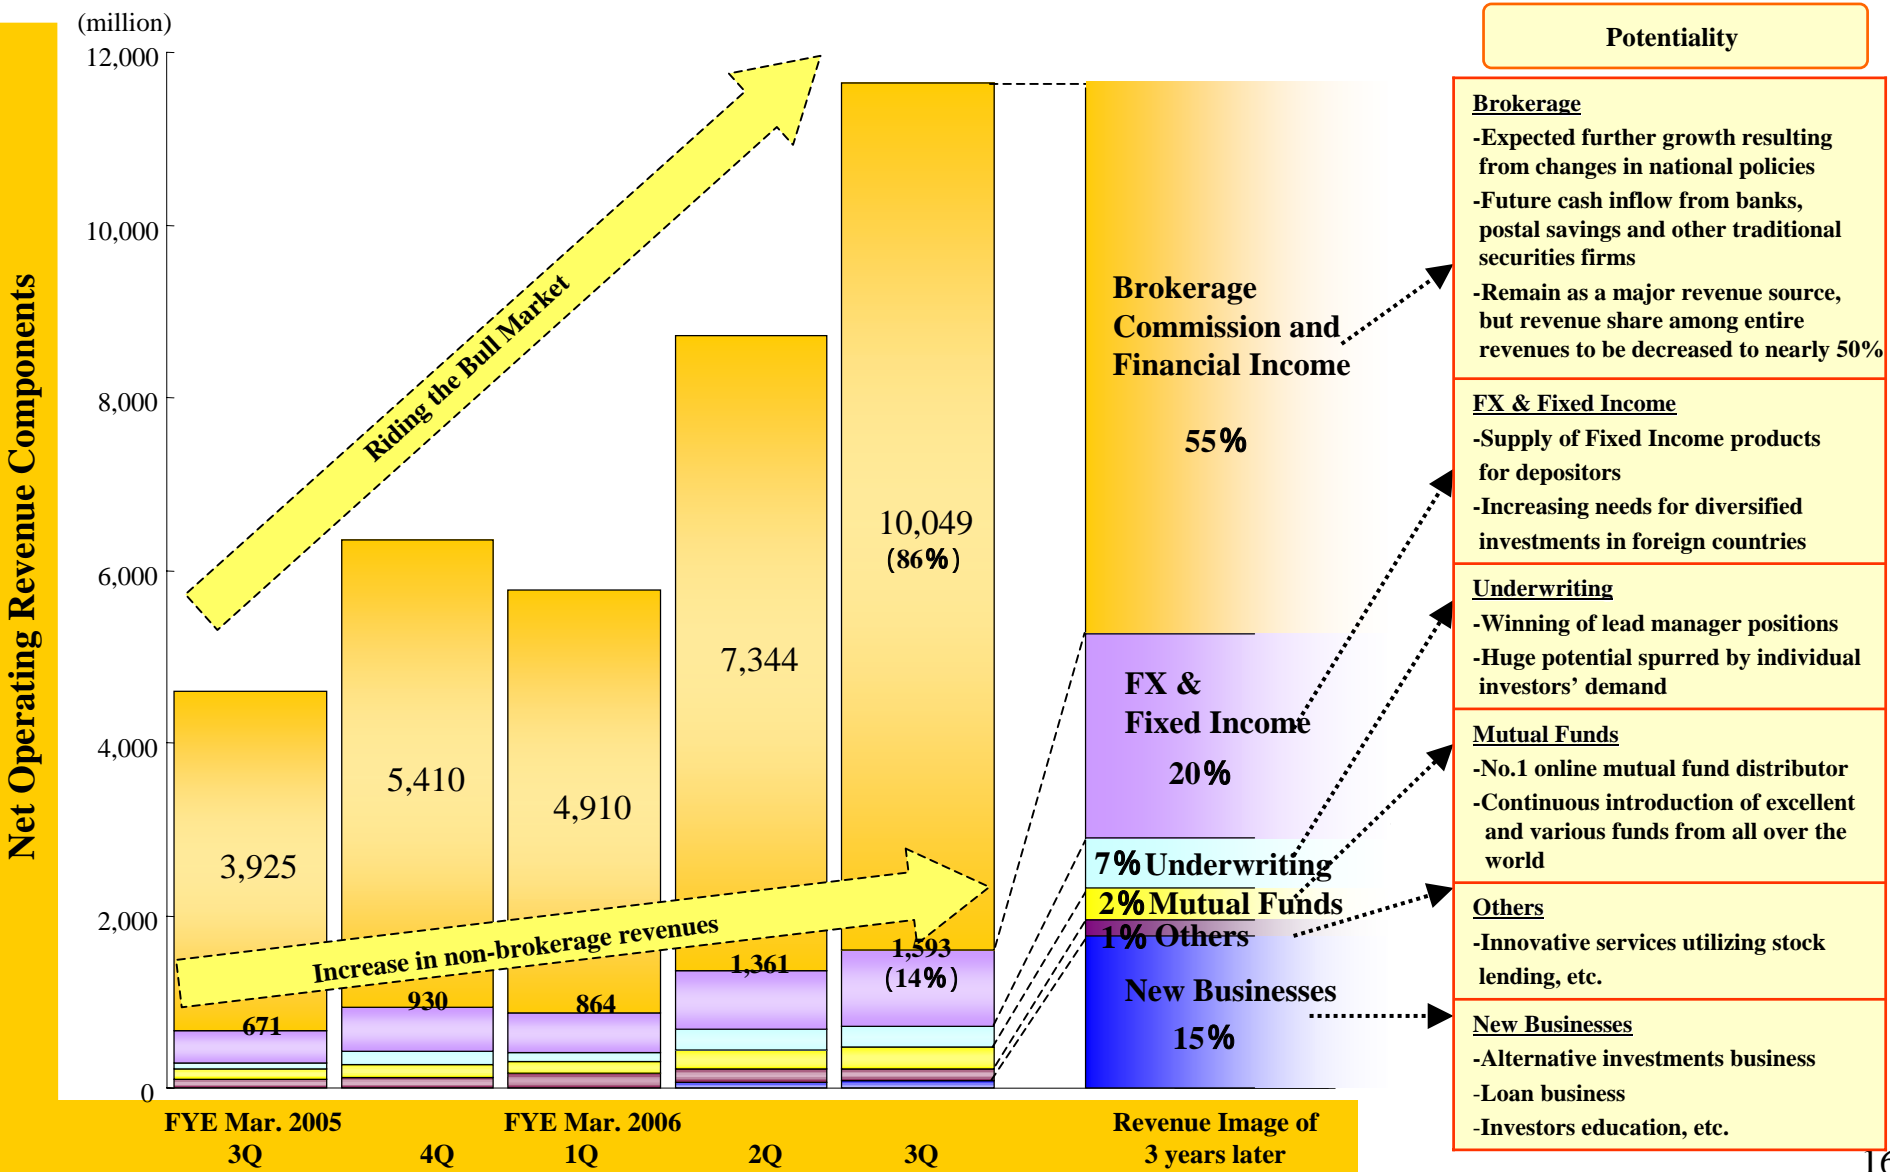 (million)
12,000
10,000
8,000
6,000
4,000
2,000
0
Net Operating Revenue Components
Riding the Bull Market
Increase in non-brokerage revenues
3,925
671
5,410
930
4,910
864
7,344
1,361
10,049
(86%)
1,593
(14%)
FYE Mar. 2005
3Q
4Q
FYE Mar. 2006
1Q
2Q
3Q
Revenue Image of
3 years later
Brokerage
Commission and
Financial Income
55%
FX &
Fixed Income
20%
7% Underwriting
2% Mutual Funds
1% Others
New Businesses
15%
Potentiality
Brokerage
-Expected further growth resulting
from changes in national policies
-Future cash inflow from banks,
postal savings and other traditional
securities firms
-Remain as a major revenue source,
but revenue share among entire
revenues to be decreased to nearly 50%
FX & Fixed Income
-Supply of Fixed Income products
for depositors
-Increasing needs for diversified
investments in foreign countries
Underwriting
-Winning of lead manager positions
-Huge potential spurred by individual
investors’ demand
Mutual Funds
-No.1 online mutual fund distributor
-Continuous introduction of excellent
and various funds from all over the
world
Others
-Innovative services utilizing stock
lending, etc.
New Businesses
-Alternative investments business
-Loan business
-Investors education, etc.
16